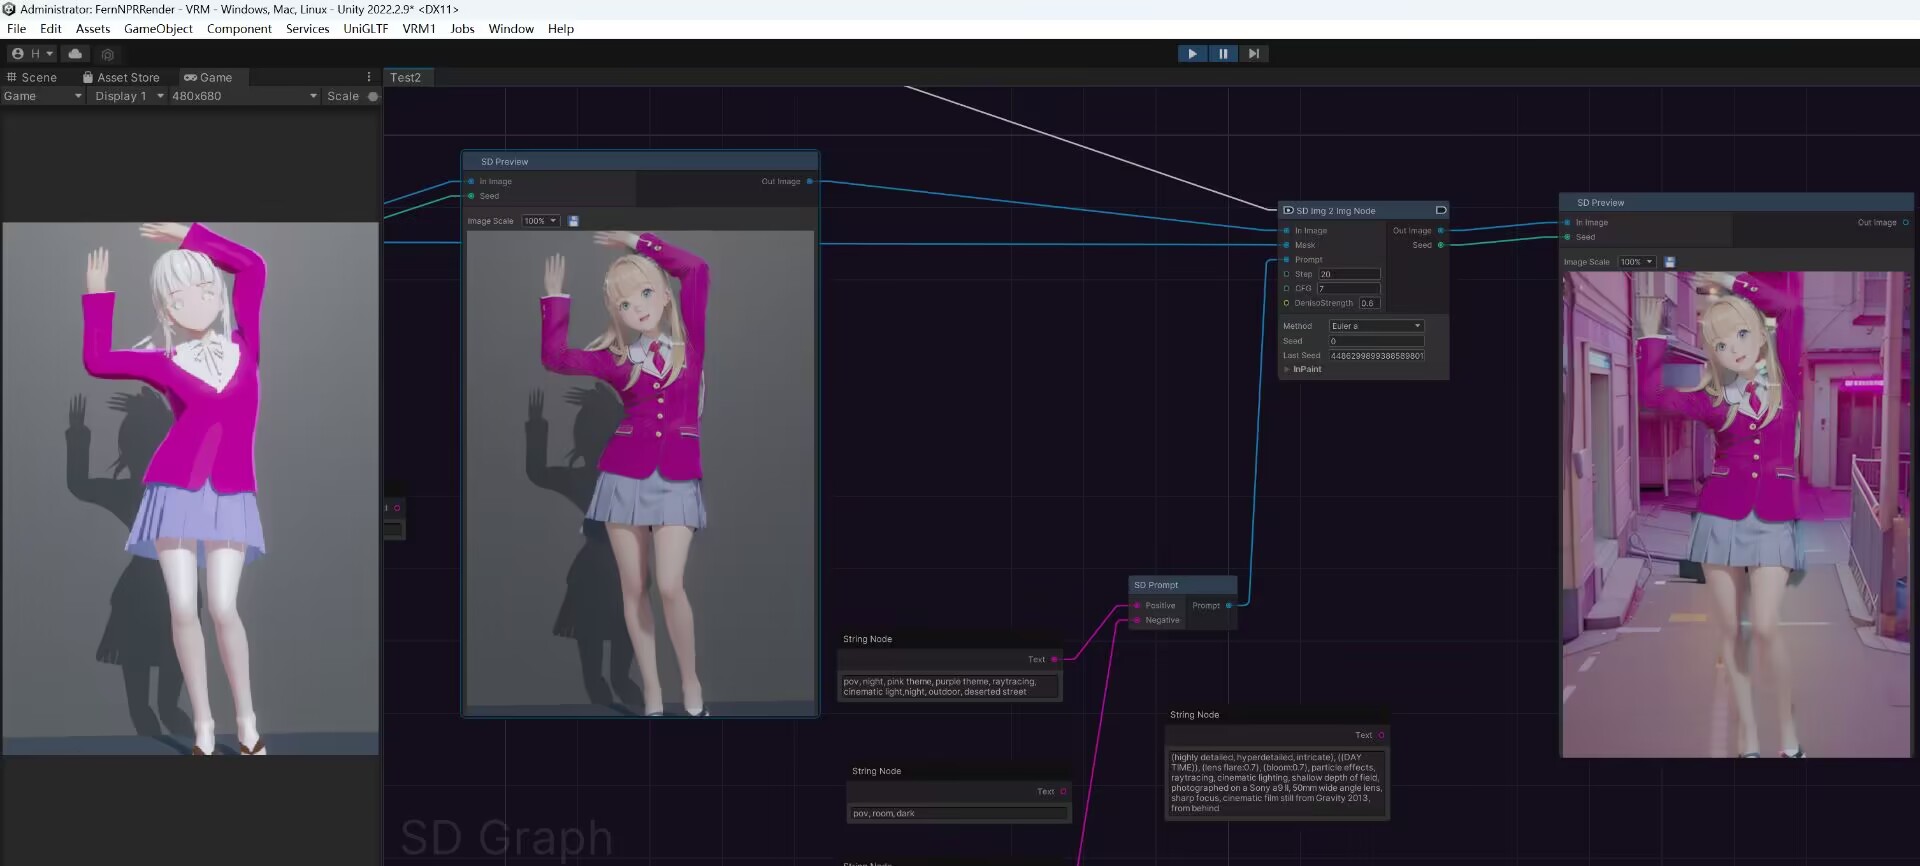 Administrator: FernNPRRender - VRM - Windows, Mac, Linux - Unity 2022.2.9* <DX11>
File Edit Assets GameObject Component Services UniGLTF VRM1 Jobs Window Help
H
Scene Asset Store Game
Game Display 1 480x680 Scale
Test2
SD Preview
In Image Out Image
Seed
Image Scale 100%
SD Img 2 Img Node
In Image Out Image
Mask Seed
Prompt
Step 20
CFG 7
DenisoStrength 0.6
Method Euler a
Seed 0
Last Seed 4486299899388589801
InPaint
SD Preview
In Image Out Image
Seed
Image Scale 100%
SD Prompt
Positive Prompt
Negative
String Node
Text
pov, night, pink theme, purple theme, raytracing,
cinematic light,night, outdoor, deserted street
String Node
Text
(highly detailed, hyperdetailed, intricate), ((DAY
TIME)), (lens flare:0.7), (bloom:0.7), particle effects,
raytracing, cinematic lighting, shallow depth of field,
photographed on a Sony a9 II, 50mm wide angle lens,
sharp focus, cinematic film still from Gravity 2013,
from behind
String Node
Text
pov, room, dark
SD Graph